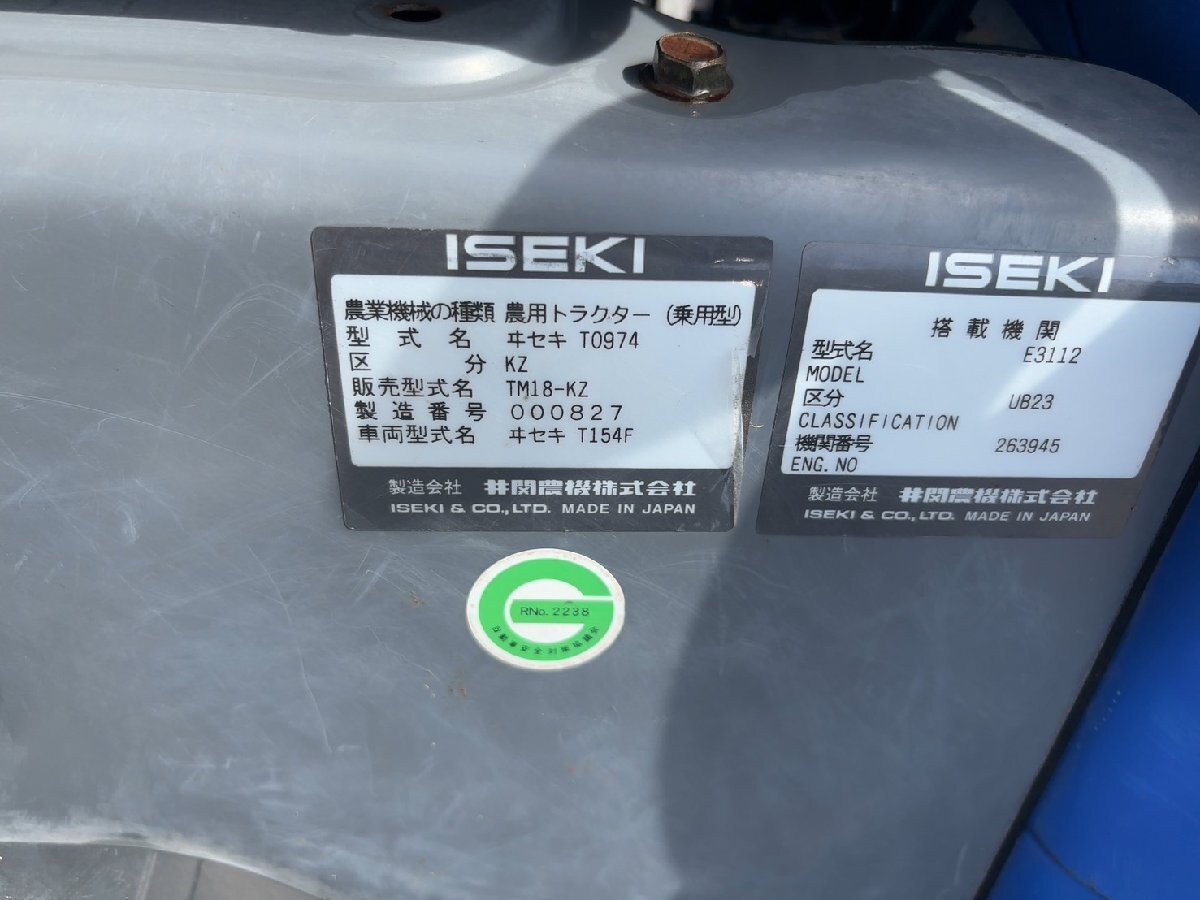 ISEKI
農業機械の種類 農用トラクター (乗用型)
型式名 ヰセキ T0974
区分 KZ
販売型式名 TM18-KZ
製造番号 000827
車両型式名 ヰセキ T154F
製造会社 井関農機株式会社
ISEKI & CO., LTD. MADE IN JAPAN
ISEKI
搭載機関
型式名 E3112
MODEL
区分 UB23
CLASSIFICATION
機関番号 263945
ENG. NO
製造会社 井関農機株式会社
ISEKI & CO., LTD. MADE IN JAPAN
RNo. 2238